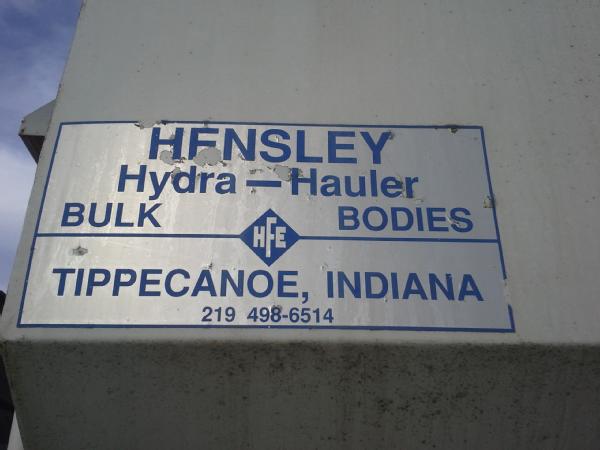 HENSLEY
Hydra-Hauler
BULK BODIES
HFE
TIPPECANOE, INDIANA
219 498-6514